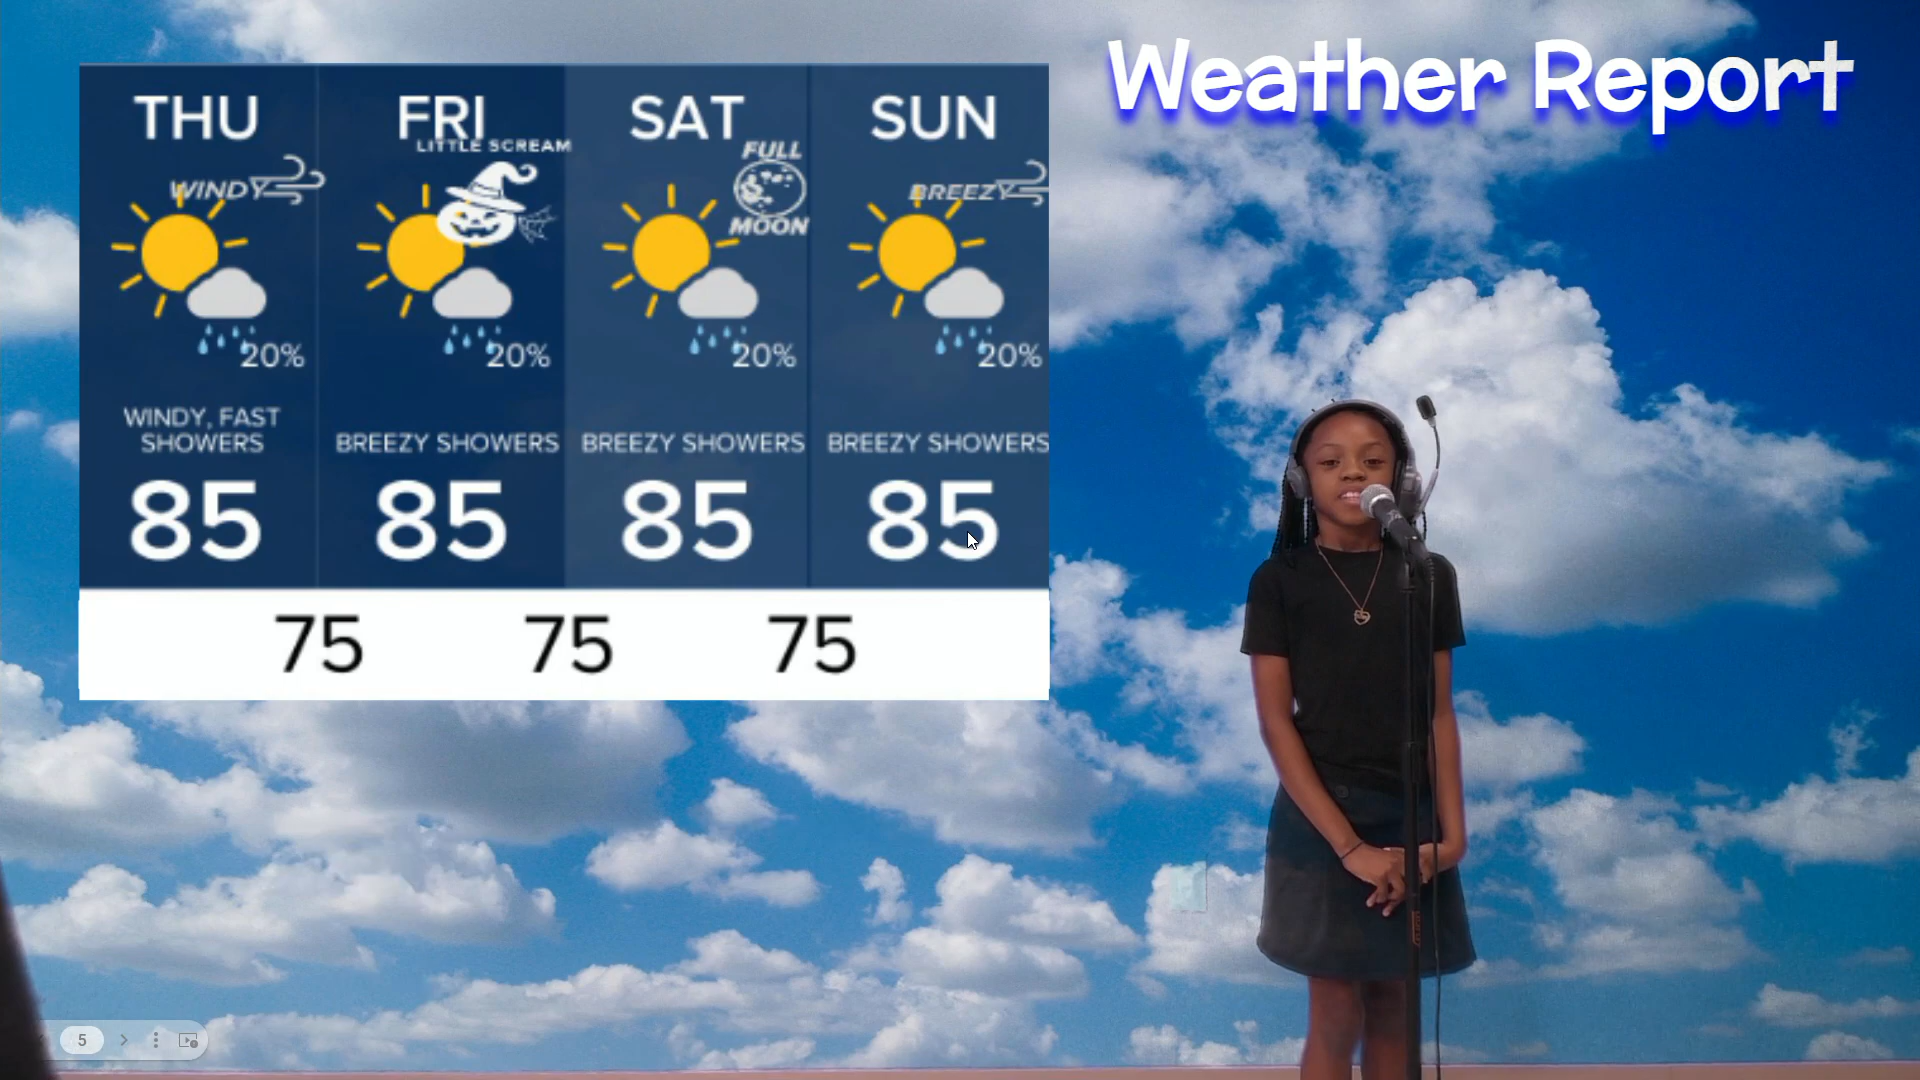 Weather Report
THU
FRI
SAT
SUN
WINDY
LITTLE SCREAM
FULL
MOON
BREEZY
20%
20%
20%
20%
WINDY, FAST
SHOWERS
BREEZY SHOWERS
BREEZY SHOWERS
BREEZY SHOWERS
85
85
85
85
75
75
75
5